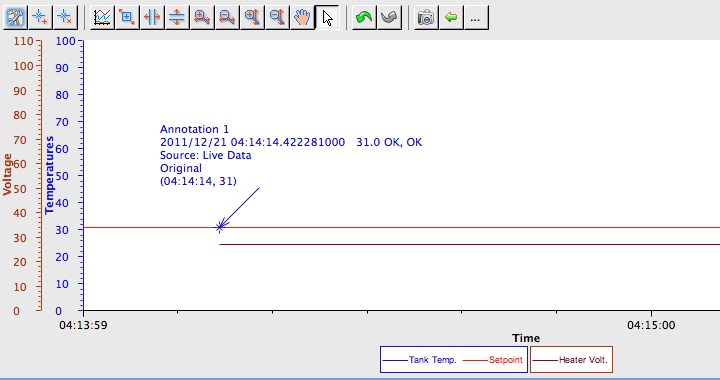 ...
110
100
90
80
70
60
50
40
30
20
10
0
Voltage
100
90
80
70
60
50
40
30
20
10
0
Temperatures
Annotation 1
2011/12/21 04:14:14.422281000   31.0 OK, OK
Source: Live Data
Original
(04:14:14, 31)
04:13:59
04:15:00
Time
Tank Temp.
Setpoint
Heater Volt.